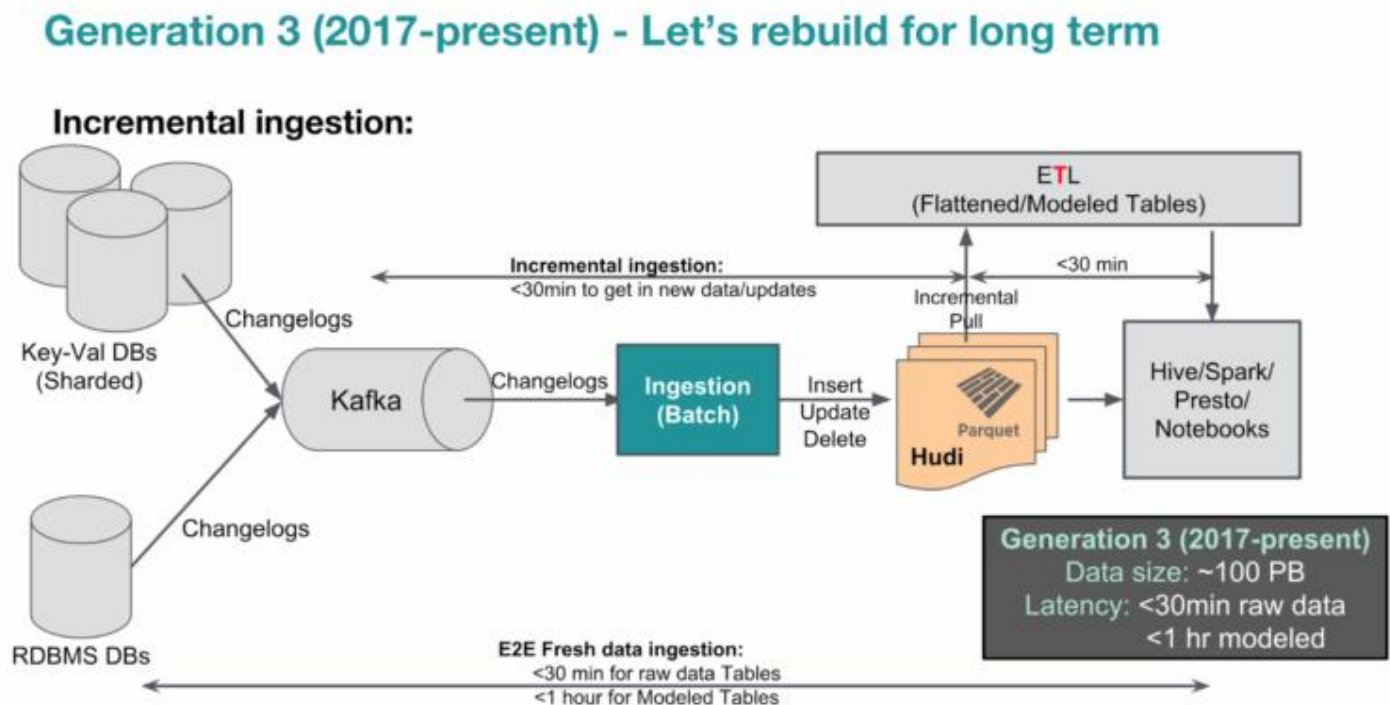 Generation 3 (2017-present) - Let's rebuild for long term
Incremental ingestion:
ETL
(Flattened/Modeled Tables)
Incremental ingestion:
<30min to get in new data/updates
<30 min
Incremental
Pull
Changelogs
Key-Val DBs
(Sharded)
Kafka
Changelogs
Ingestion
(Batch)
Insert
Update
Delete
Parquet
Hudi
Hive/Spark/
Presto/
Notebooks
Changelogs
RDBMS DBs
Generation 3 (2017-present)
Data size: ~100 PB
Latency: <30min raw data
<1 hr modeled
E2E Fresh data ingestion:
<30 min for raw data Tables
<1 hour for Modeled Tables